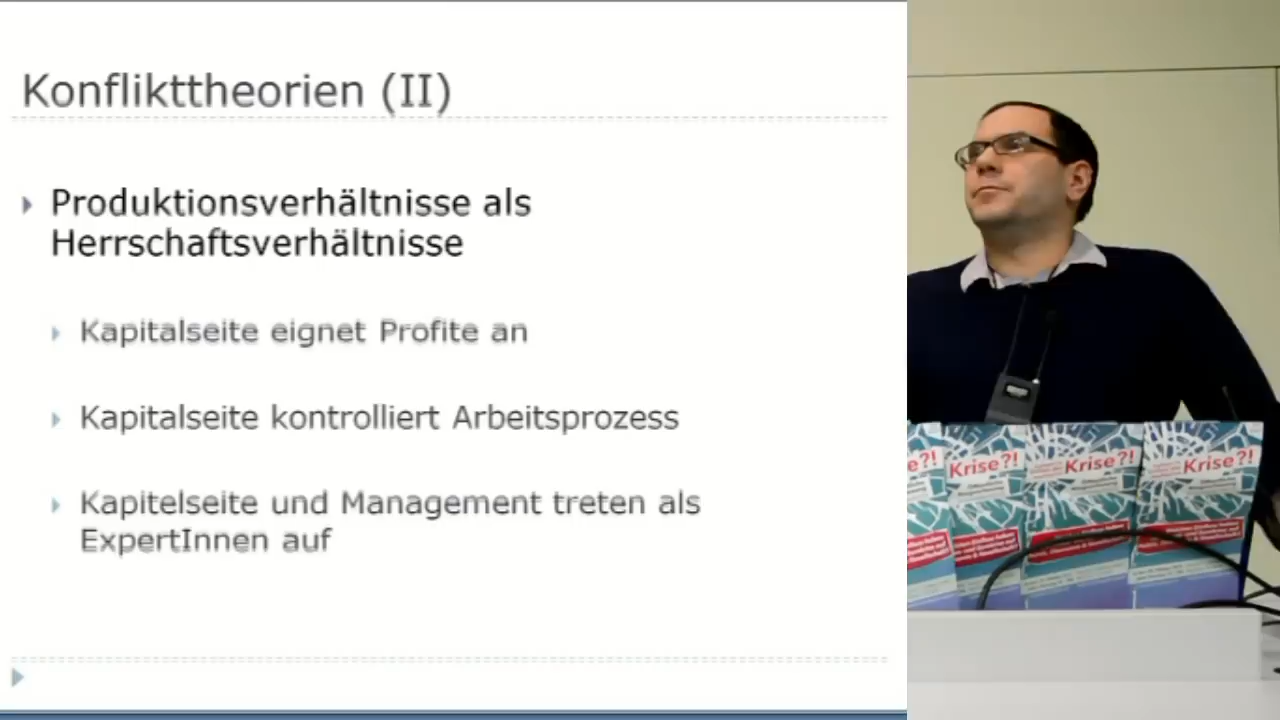 Konflikttheorien (II)
Produktionsverhältnisse als
Herrschaftsverhältnisse
Kapitalseite eignet Profite an
Kapitalseite kontrolliert Arbeitsprozess
Kapitelseite und Management treten als
ExpertInnen auf
e?!
Krise?!
Krise?!
Krise?!